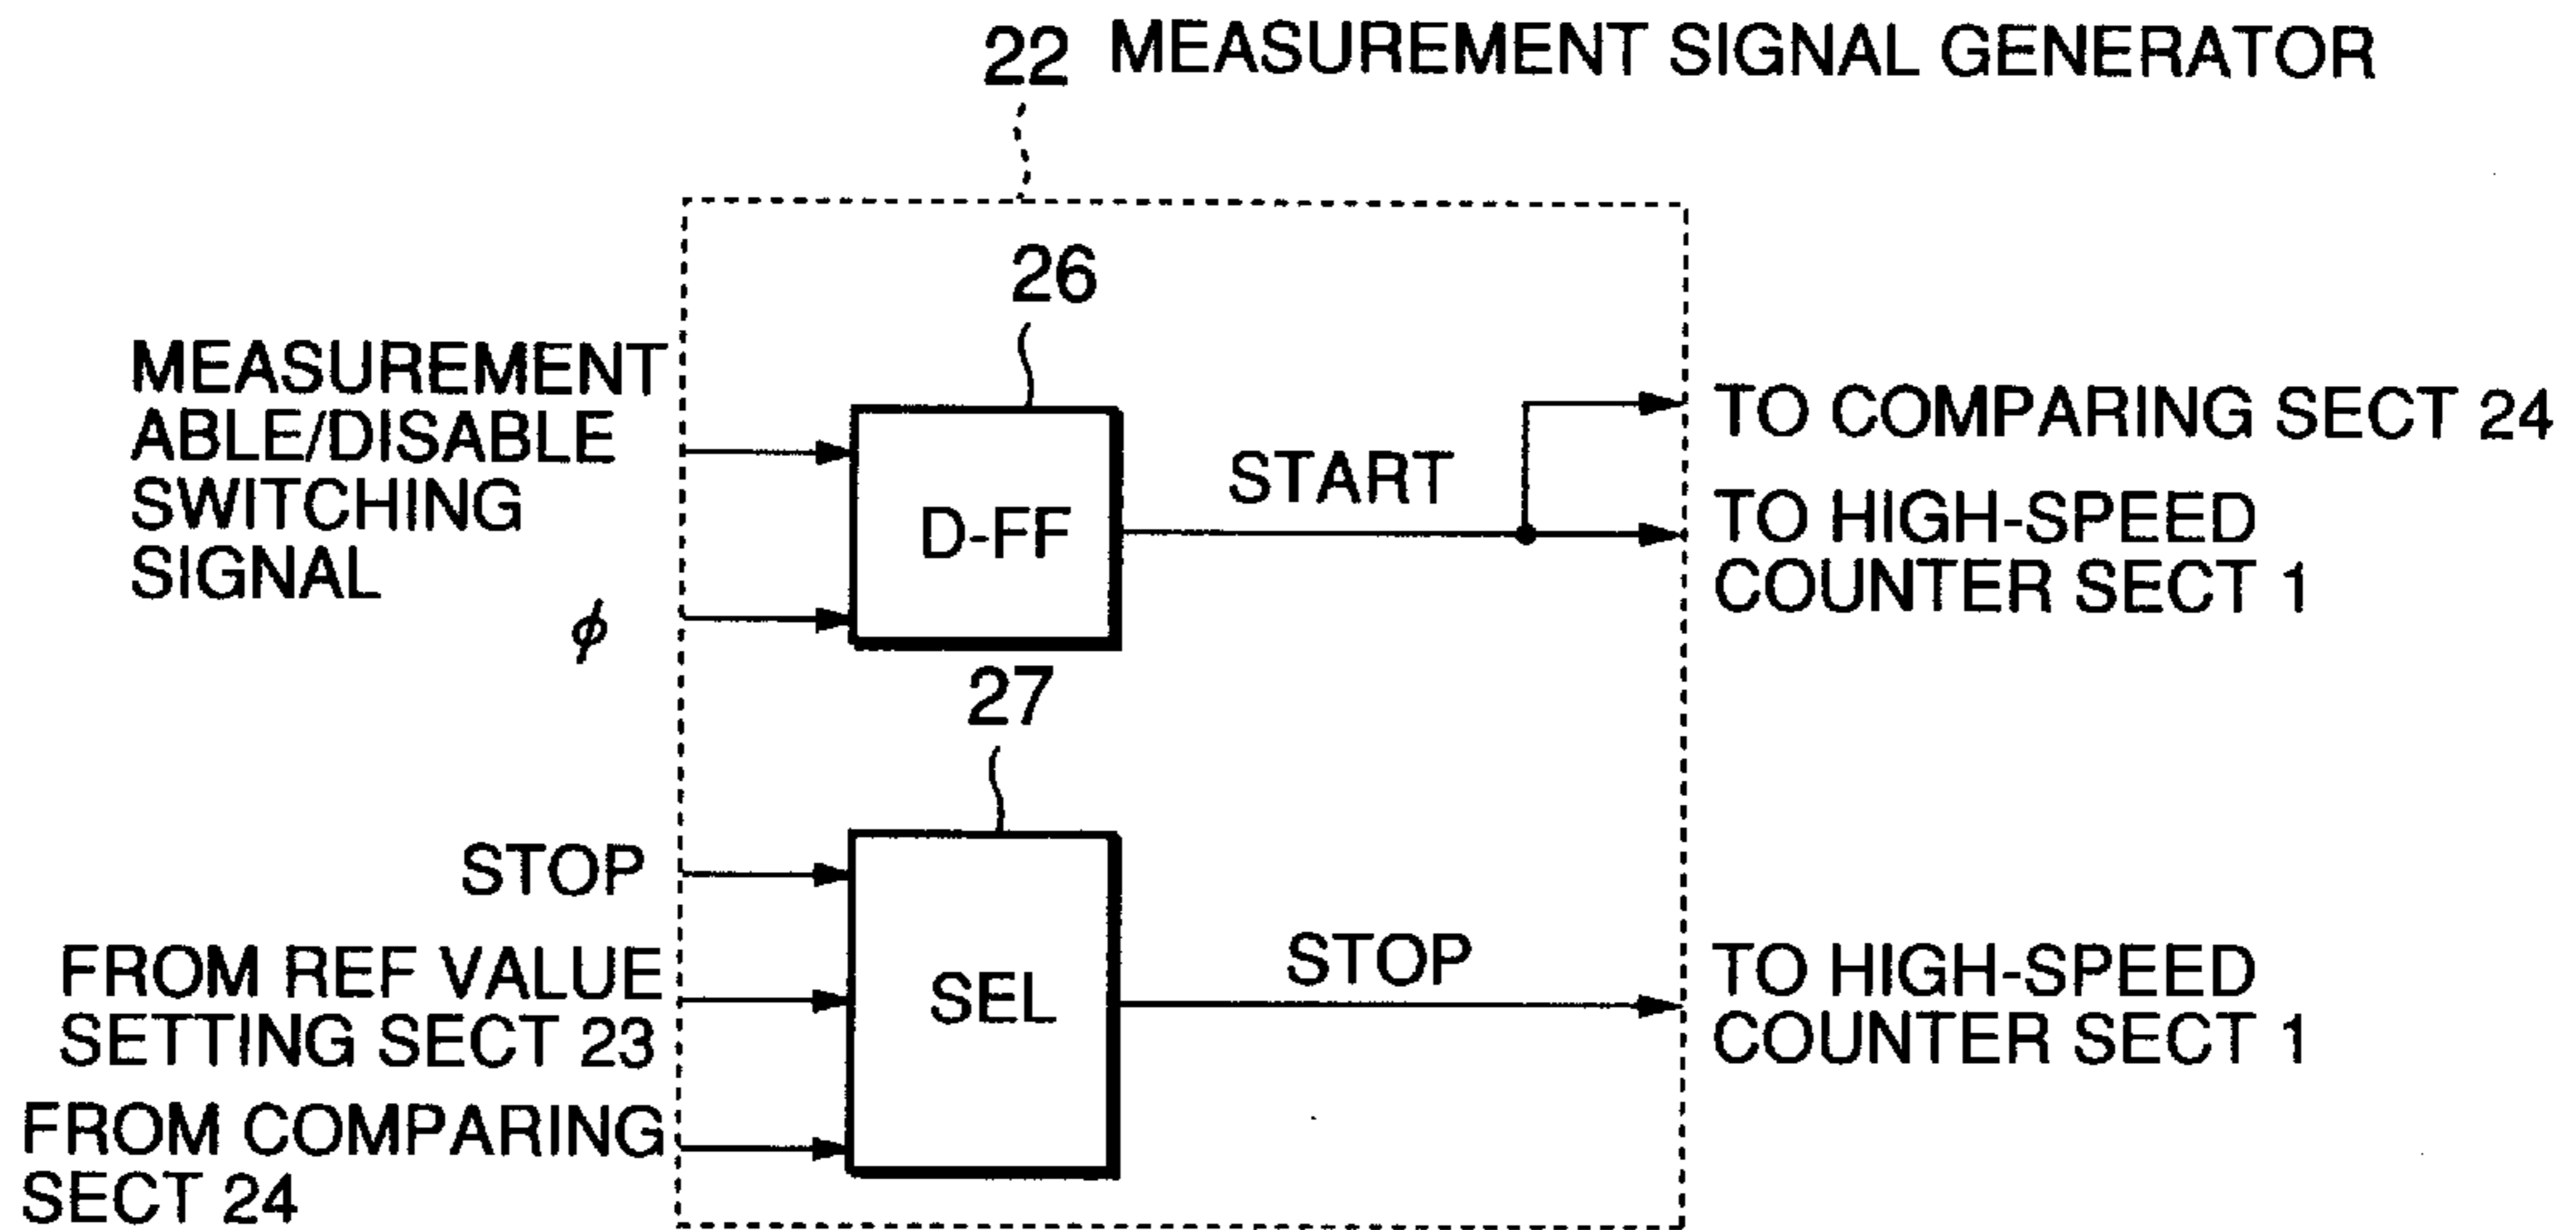 22 MEASUREMENT SIGNAL GENERATOR
26
MEASUREMENT
ABLE/DISABLE
SWITCHING
SIGNAL
ϕ
D-FF
START
TO COMPARING SECT 24
TO HIGH-SPEED
COUNTER SECT 1
27
STOP
FROM REF VALUE
SETTING SECT 23
FROM COMPARING
SECT 24
SEL
STOP
TO HIGH-SPEED
COUNTER SECT 1